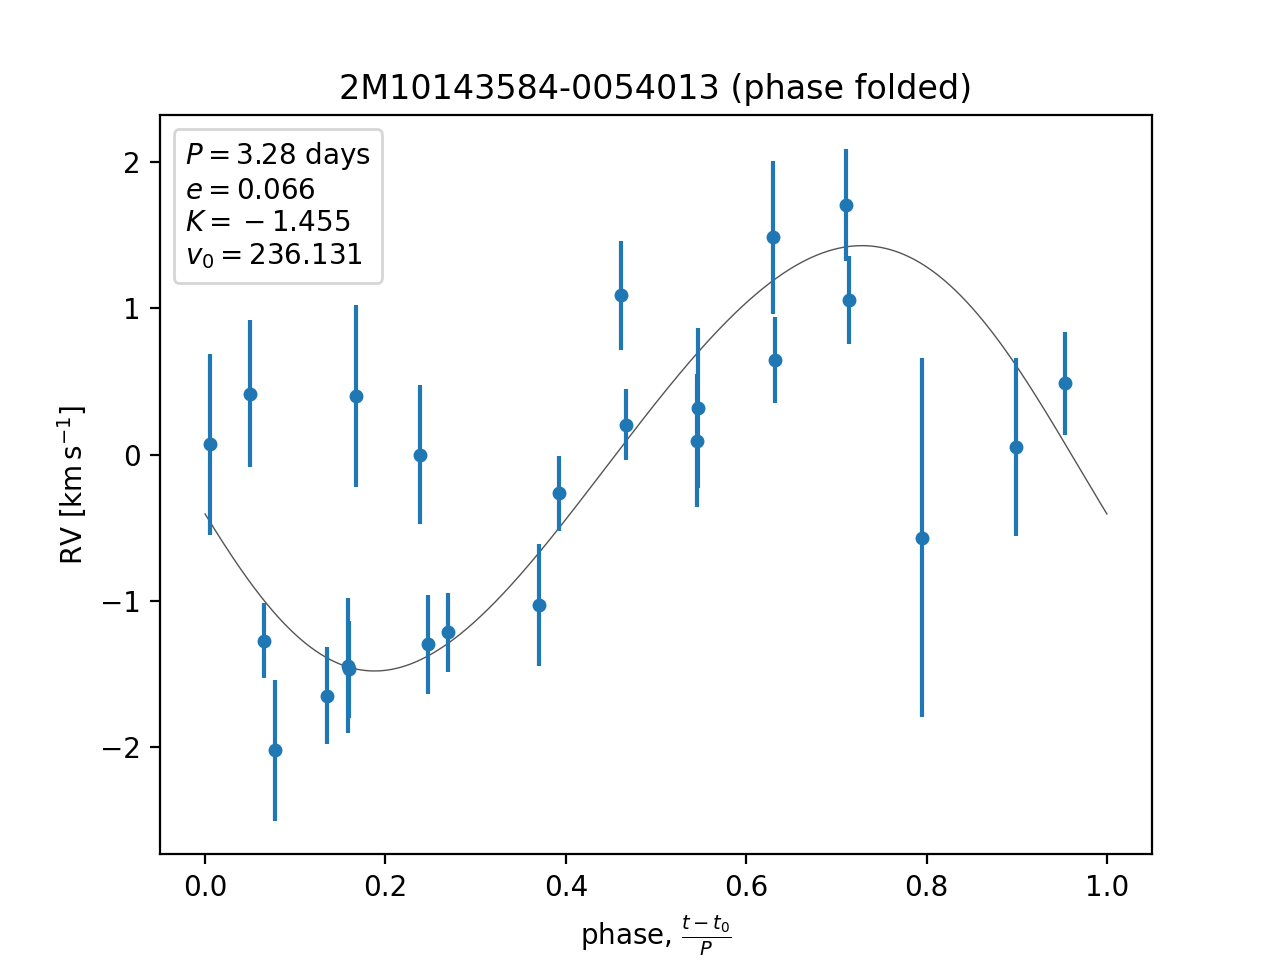 2M10143584-0054013 (phase folded)
P = 3.28 days
e = 0.066
K = −1.455
v₀ = 236.131
2
1
0
−1
−2
RV [km s⁻¹]
0.0 0.2 0.4 0.6 0.8 1.0
phase, (t − t₀)/P